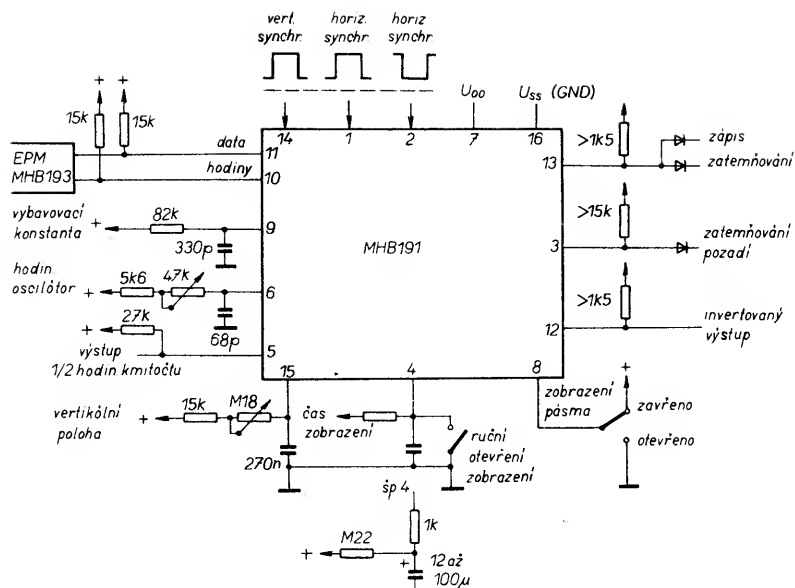 vert. synchr.
horiz. synchr.
horiz synchr.
Uoo
Uss (GND)
14
1
2
7
16
15k
15k
EPM
MHB193
data
11
hodiny
10
vybavovací
konstanta
82k
330p
9
hodin.
oscilótor
5k6
47k
68p
6
27k
5
výstup
1/2 hodin kmitočtu
MHB191
>1k5
zápis
13
zatemňování
>15k
3
zatemňování
pozadí
>1k5
12
invertovaný
výstup
15
4
8
vertikólní
poloha
15k
M18
270n
čas
zobrazení
ruční
otevření
zobrazení
zobrazení
pásma
zavřeno
otevřeno
šp 4
1k
M22
12 až
100μ